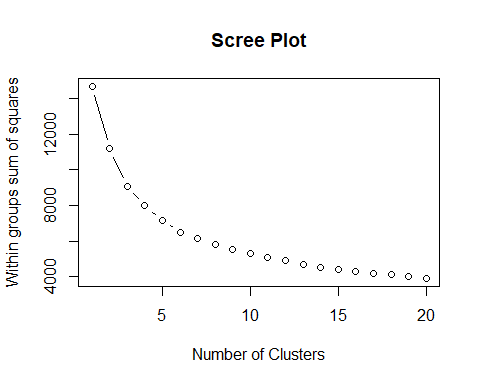 Scree Plot
Within groups sum of squares
12000
8000
4000
5 10 15 20
Number of Clusters